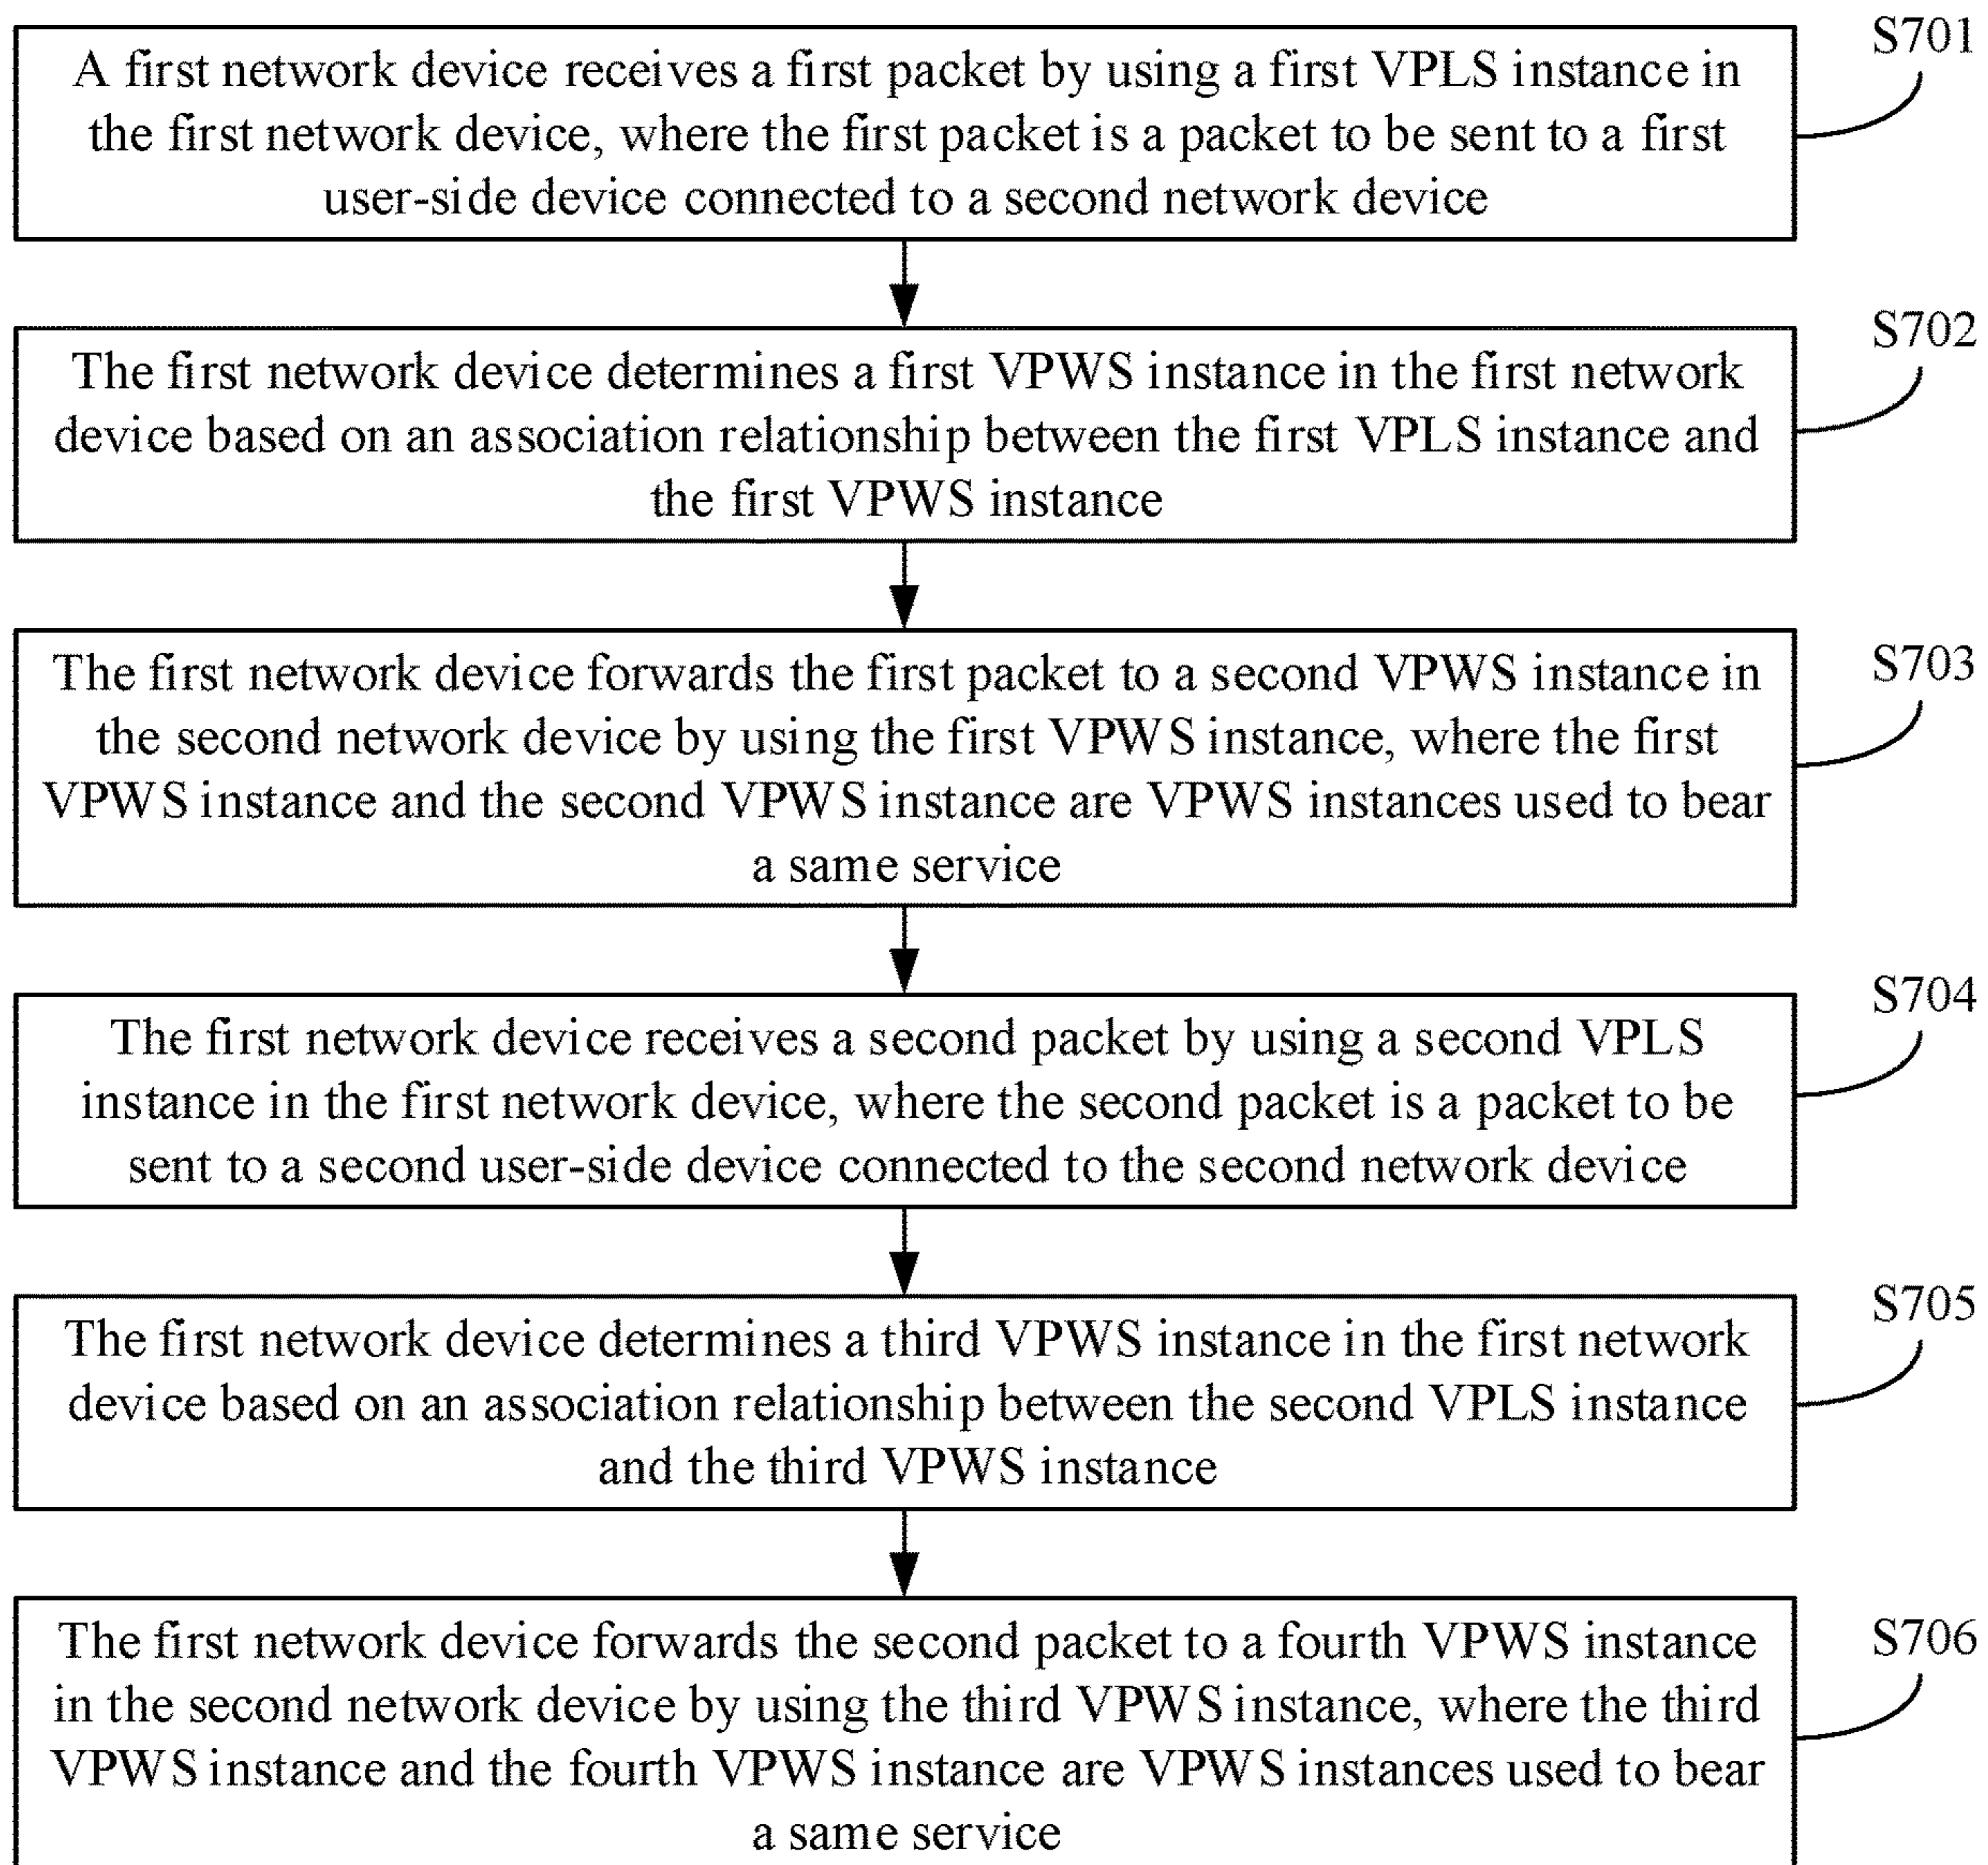 S701
A first network device receives a first packet by using a first VPLS instance in
the first network device, where the first packet is a packet to be sent to a first
user-side device connected to a second network device
S702
The first network device determines a first VPWS instance in the first network
device based on an association relationship between the first VPLS instance and
the first VPWS instance
S703
The first network device forwards the first packet to a second VPWS instance in
the second network device by using the first VPWS instance, where the first
VPWS instance and the second VPWS instance are VPWS instances used to bear
a same service
S704
The first network device receives a second packet by using a second VPLS
instance in the first network device, where the second packet is a packet to be
sent to a second user-side device connected to the second network device
S705
The first network device determines a third VPWS instance in the first network
device based on an association relationship between the second VPLS instance
and the third VPWS instance
S706
The first network device forwards the second packet to a fourth VPWS instance
in the second network device by using the third VPWS instance, where the third
VPWS instance and the fourth VPWS instance are VPWS instances used to bear
a same service